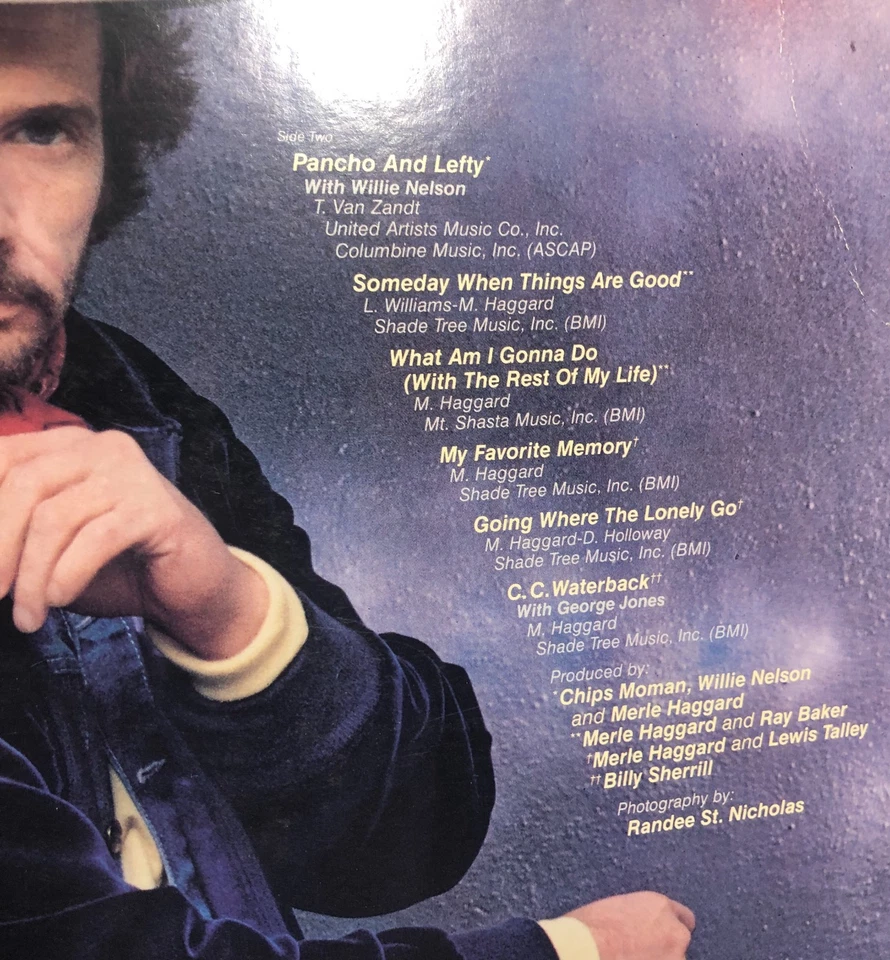 Side Two
Pancho And Lefty*
With Willie Nelson
T. Van Zandt
United Artists Music Co., Inc.
Columbine Music, Inc. (ASCAP)
Someday When Things Are Good**
L. Williams-M. Haggard
Shade Tree Music, Inc. (BMI)
What Am I Gonna Do
(With The Rest Of My Life)**
M. Haggard
Mt. Shasta Music, Inc. (BMI)
My Favorite Memory†
M. Haggard
Shade Tree Music, Inc. (BMI)
Going Where The Lonely Go†
M. Haggard-D. Holloway
Shade Tree Music, Inc. (BMI)
C.C. Waterback††
With George Jones
M. Haggard
Shade Tree Music, Inc. (BMI)
Produced by:
*Chips Moman, Willie Nelson
and Merle Haggard
**Merle Haggard and Ray Baker
†Merle Haggard and Lewis Talley
††Billy Sherrill
Photography by:
Randee St. Nicholas